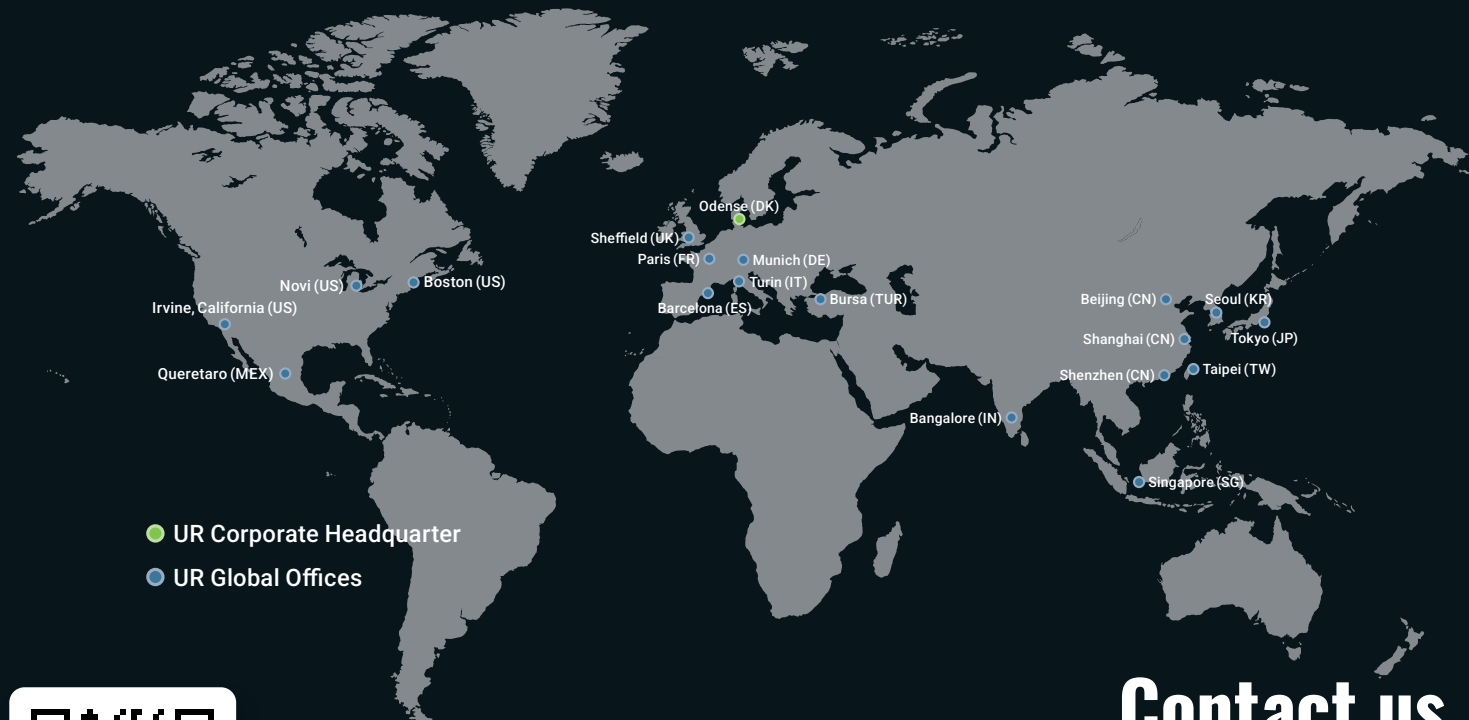 Odense (DK)
Sheffield (UK)
Paris (FR)
Munich (DE)
Novi (US)
Boston (US)
Turin (IT)
Irvine, California (US)
Barcelona (ES)
Bursa (TUR)
Beijing (CN)
Seoul (KR)
Shanghai (CN)
Tokyo (JP)
Queretaro (MEX)
Shenzhen (CN)
Taipei (TW)
Bangalore (IN)
Singapore (SG)
UR Corporate Headquarter
UR Global Offices
Contact us